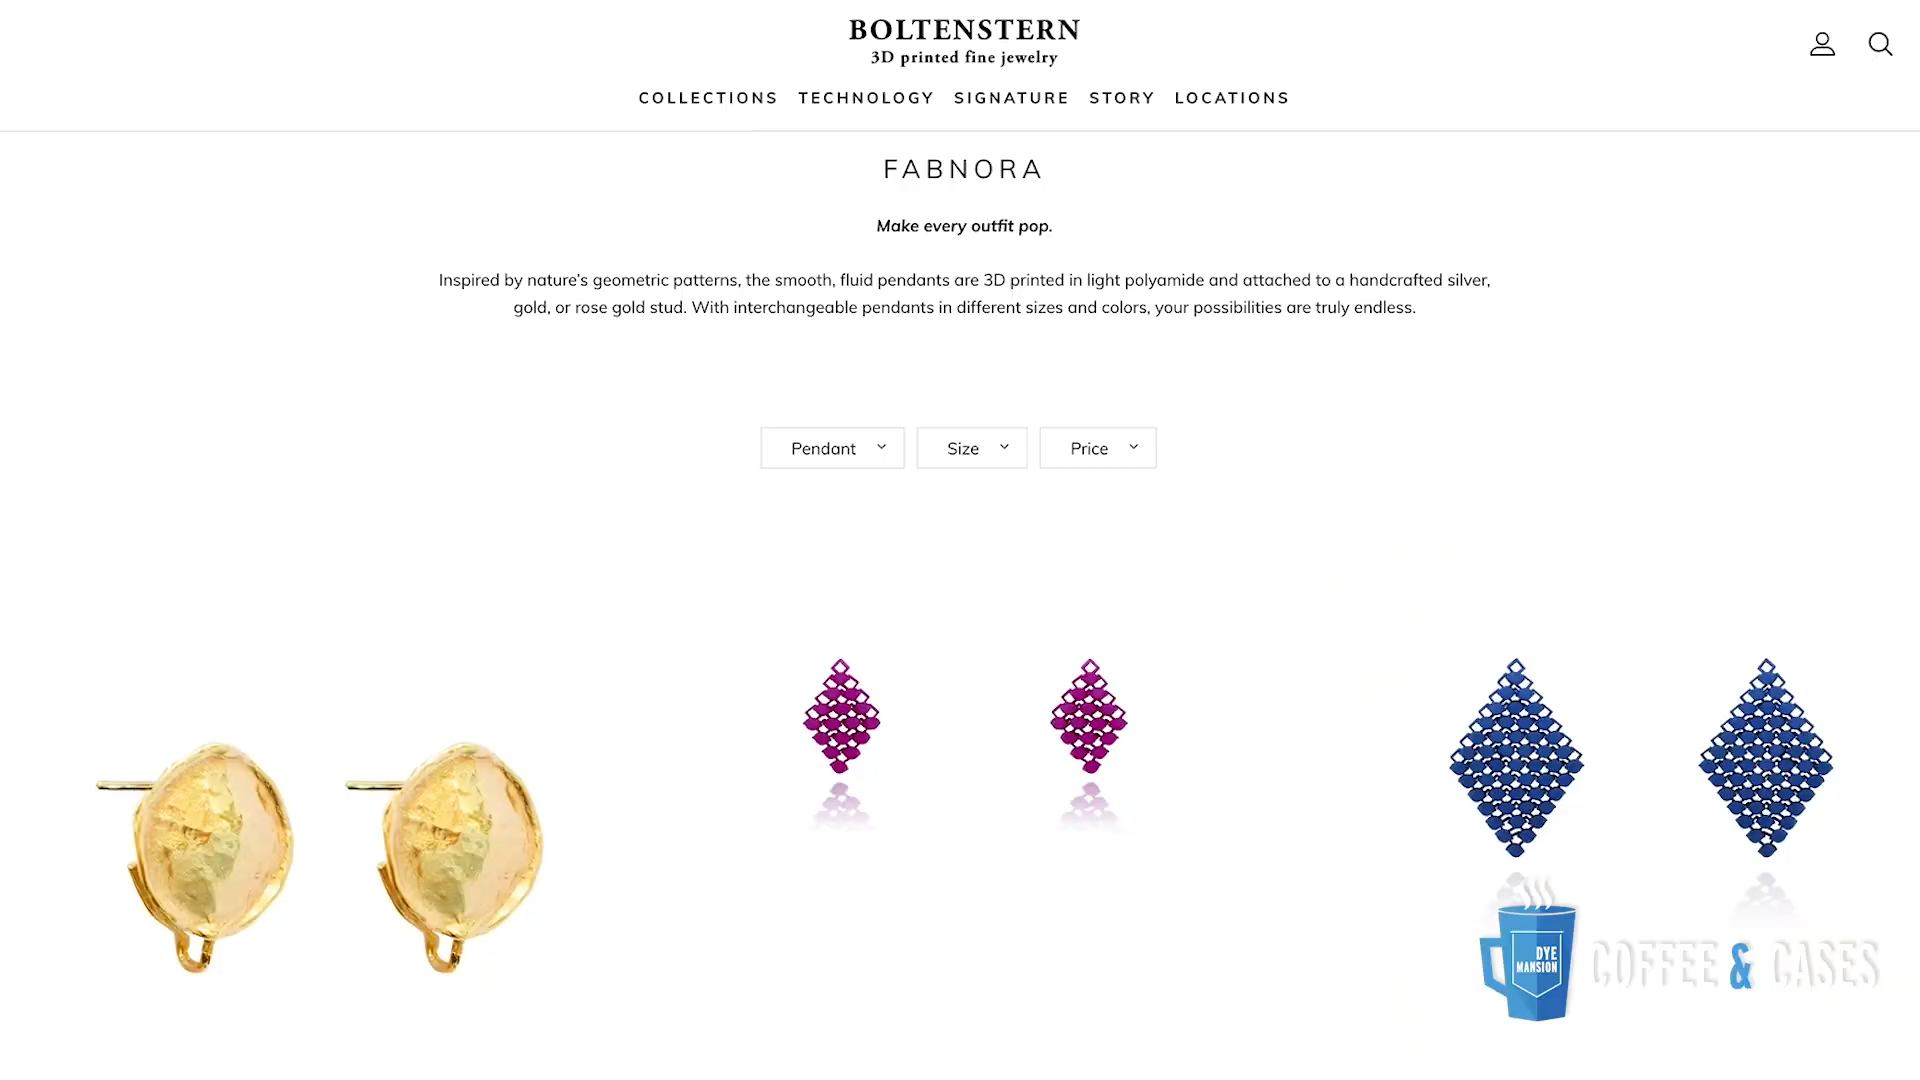 BOLTENSTERN
3D printed fine jewelry
COLLECTIONS TECHNOLOGY SIGNATURE STORY LOCATIONS
FABNORA
Make every outfit pop.
Inspired by nature’s geometric patterns, the smooth, fluid pendants are 3D printed in light polyamide and attached to a handcrafted silver,
gold, or rose gold stud. With interchangeable pendants in different sizes and colors, your possibilities are truly endless.
Pendant Size Price
DYE
MANSION
COFFEE & CASES